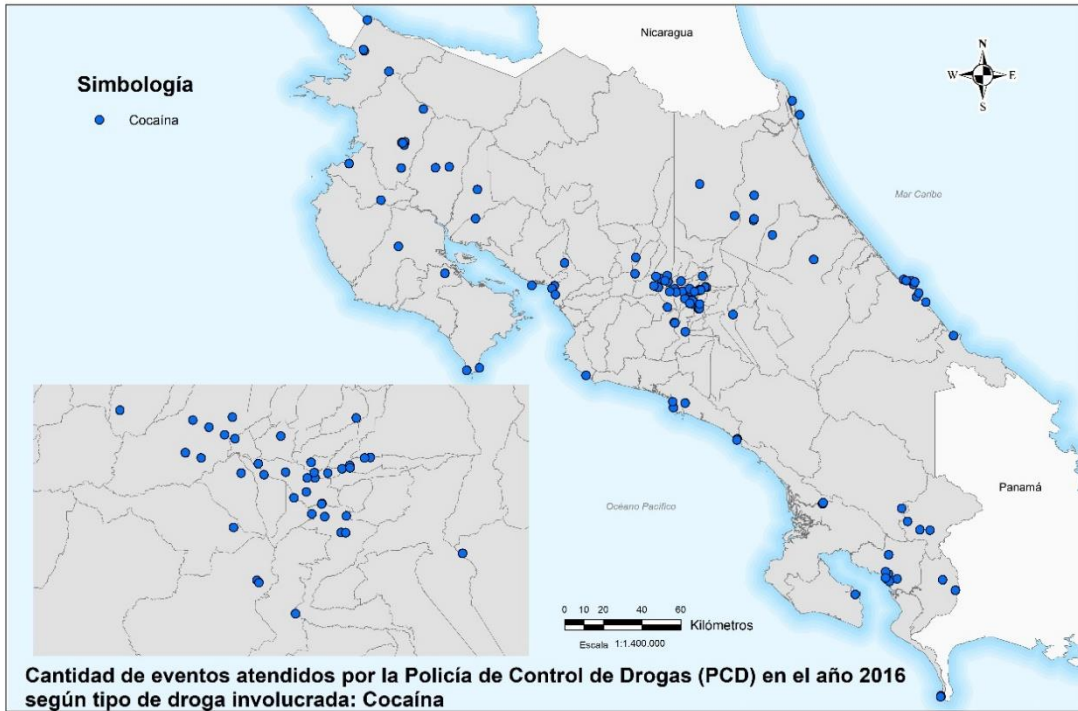 Nicaragua
N
W E
S
Simbología
Cocaína
Mar Caribe
Panamá
Océano Pacífico
0 10 20 40 60
Kilómetros
Escala 1:1.400.000
Cantidad de eventos atendidos por la Policía de Control de Drogas (PCD) en el año 2016
según tipo de droga involucrada: Cocaína